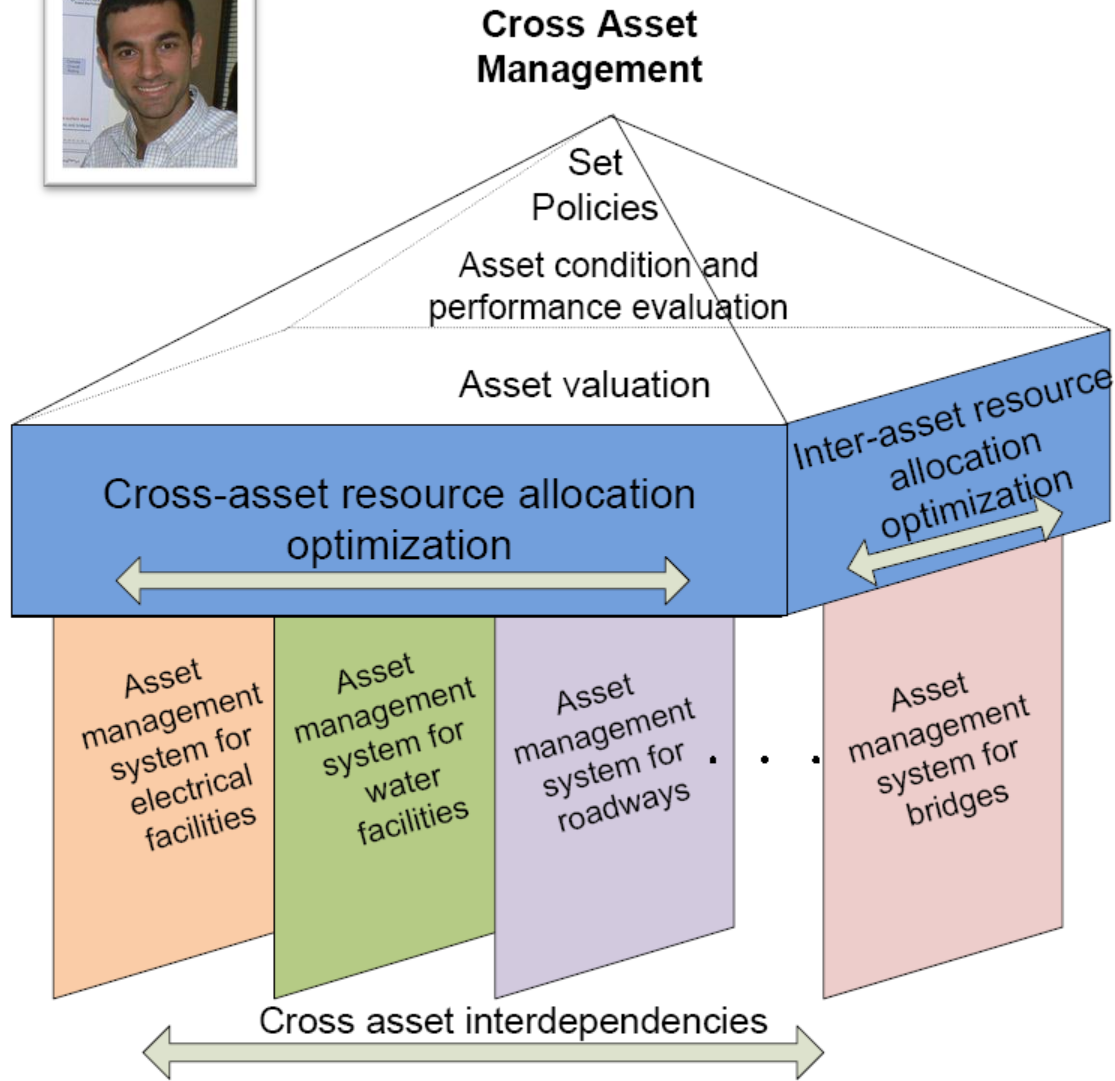 Cross Asset
Management
Set
Policies
Asset condition and
performance evaluation
Asset valuation
Cross-asset resource allocation
optimization
Inter-asset resource
allocation
optimization
Asset
management
system for
electrical
facilities
Asset
management
system for
water
facilities
Asset
management
system for
roadways
. . .
Asset
management
system for
bridges
Cross asset interdependencies